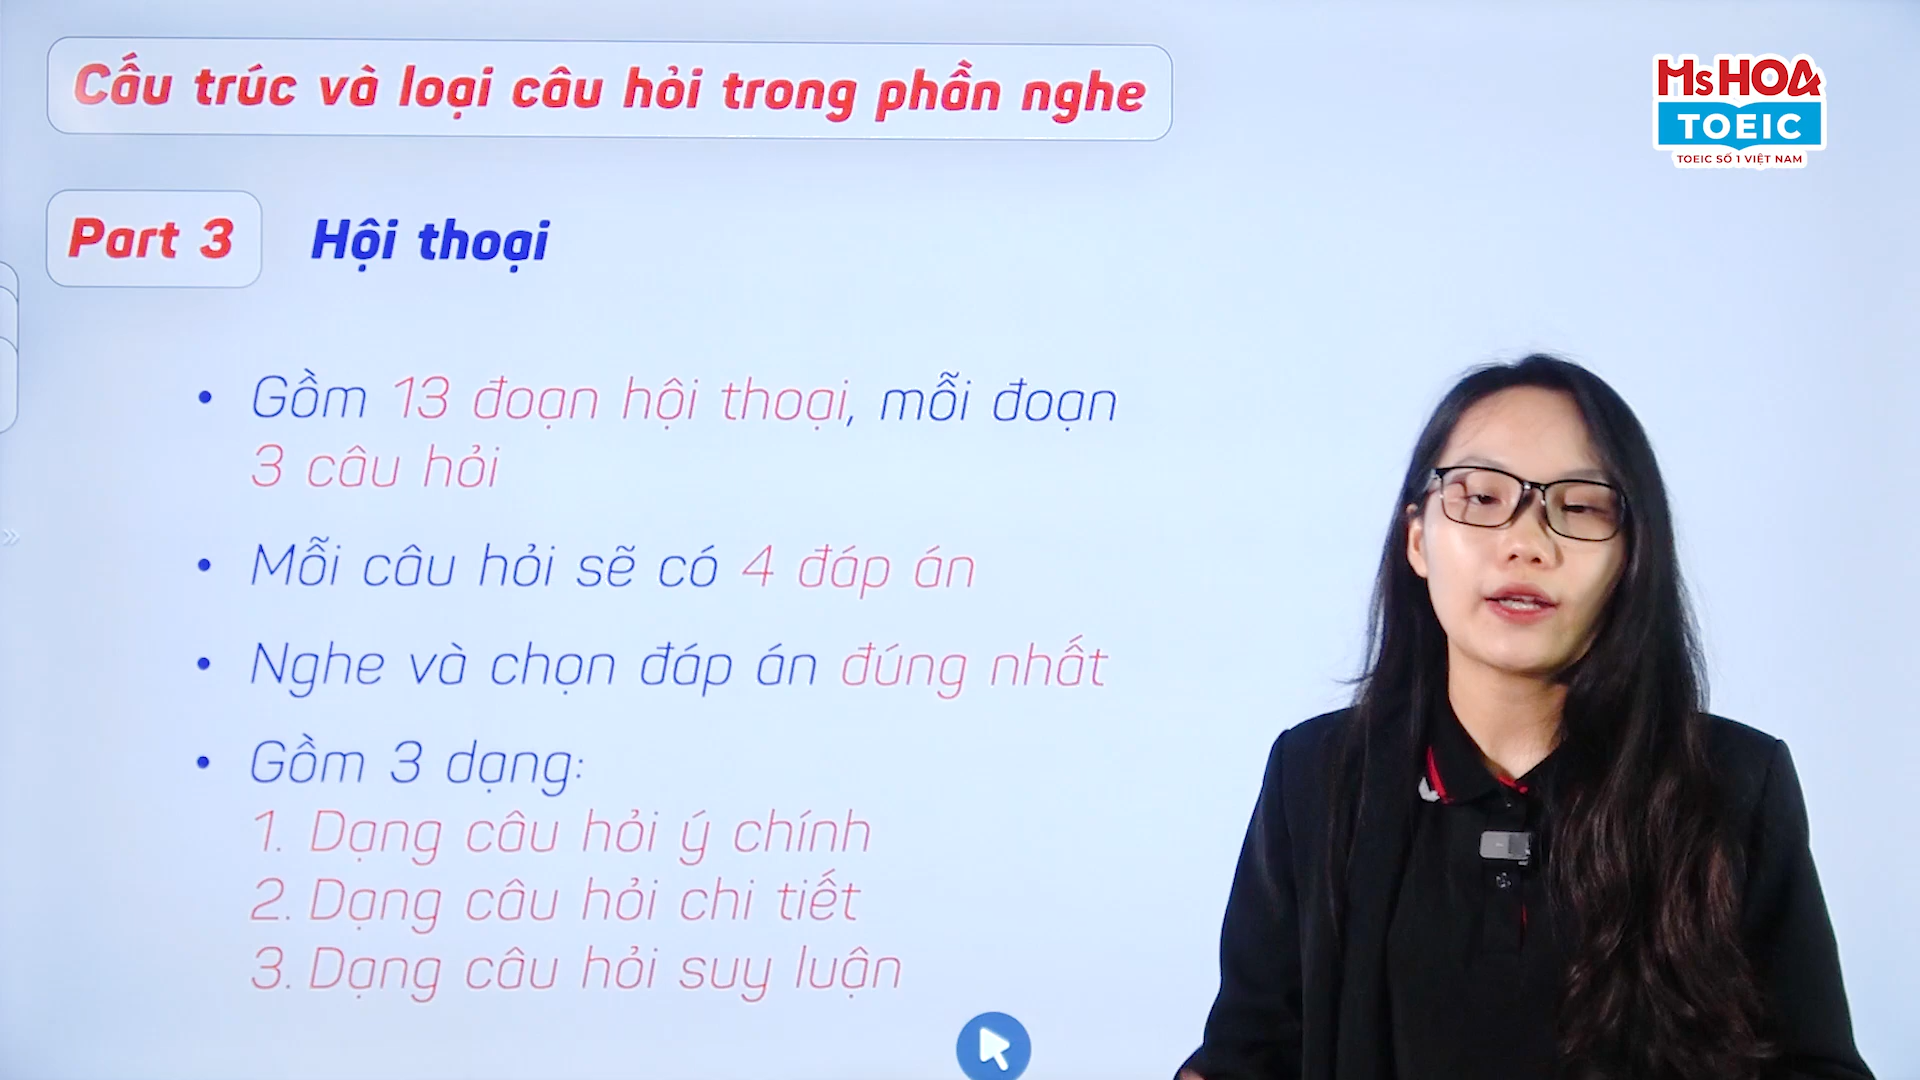 Cấu trúc và loại câu hỏi trong phần nghe
Ms HOA
TOEIC
TOEIC SỐ 1 VIỆT NAM
Part 3 Hội thoại
• Gồm 13 đoạn hội thoại, mỗi đoạn
3 câu hỏi
• Mỗi câu hỏi sẽ có 4 đáp án
• Nghe và chọn đáp án đúng nhất
• Gồm 3 dạng:
1. Dạng câu hỏi ý chính
2. Dạng câu hỏi chi tiết
3. Dạng câu hỏi suy luận